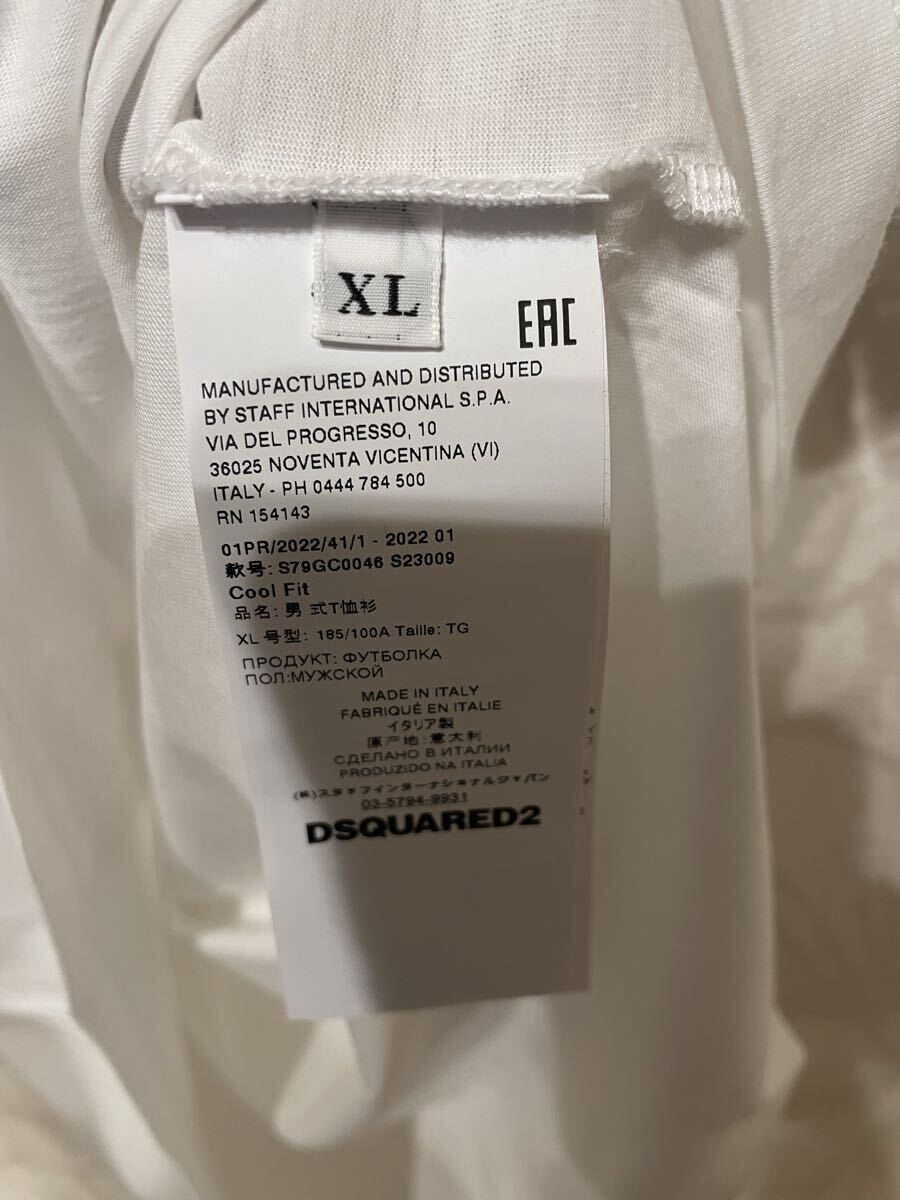 XL
EAC
MANUFACTURED AND DISTRIBUTED
BY STAFF INTERNATIONAL S.P.A.
VIA DEL PROGRESSO, 10
36025 NOVENTA VICENTINA (VI)
ITALY - PH 0444 784 500
RN 154143
01PR/2022/41/1 - 2022 01
款号: S79GC0046 S23009
Cool Fit
品名: 男 式T恤衫
XL 号型: 185/100A Taille: TG
ПРОДУКТ: ФУТБОЛКА
ПОЛ:МУЖСКОЙ
MADE IN ITALY
FABRIQUÉ EN ITALIE
イタリア製
原产地: 意大利
СДЕЛАНО В ИТАЛИИ
PRODUZIDO NA ITALIA
(株)スタッフインターナショナルジャパン
03-5794-9931
DSQUARED2